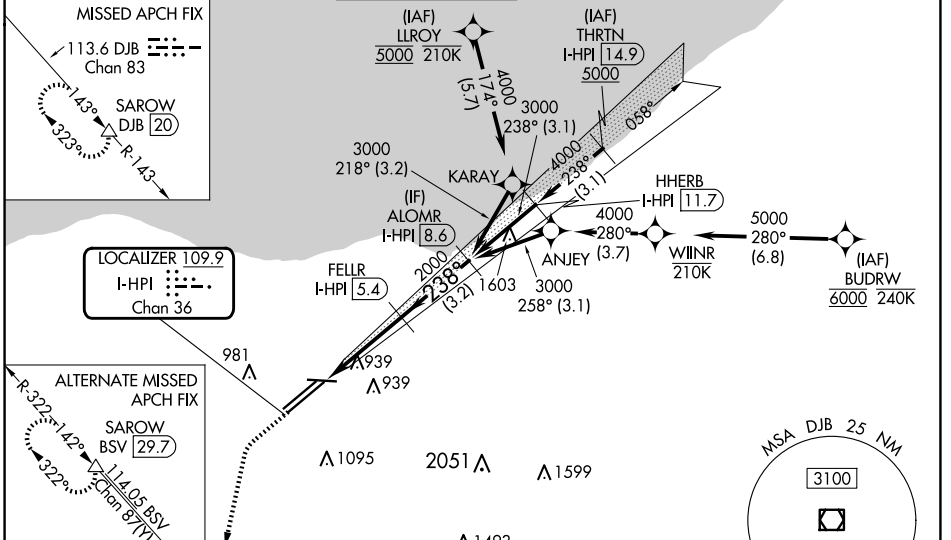 MISSED APCH FIX
113.6 DJB
Chan 83
143°
323°
SAROW
DJB 20
R-143
(IAF)
LLROY
5000 210K
4000
174°
(5.7)
(IAF)
THRTN
I-HPI 14.9
5000
058°
3000
238° (3.1)
4000
238°
(3.1)
3000
218° (3.2)
KARAY
HHERB
I-HPI 11.7
(IF)
ALOMR
I-HPI 8.6
4000
280°
(3.7)
5000
280°
(6.8)
ANJEY
WIINR
210K
(IAF)
BUDRW
6000 240K
3000
258° (3.1)
1603
2000
238°
(3.2)
FELLR
I-HPI 5.4
LOCALIZER 109.9
I-HPI
Chan 36
981
939
939
1095
2051
1599
1493
ALTERNATE MISSED
APCH FIX
R-322
142°
322°
SAROW
BSV 29.7
114.05 BSV
Chan 87(Y)
MSA DJB 25 NM
3100